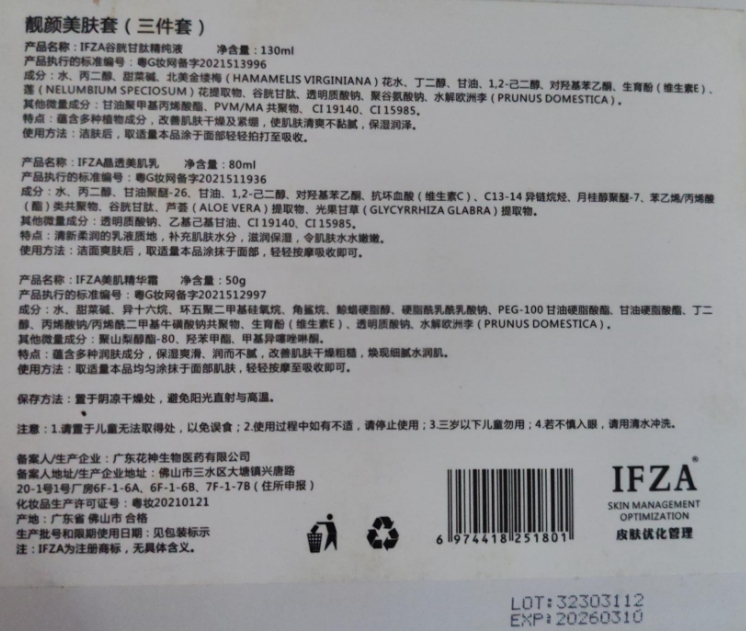 靓颜美肤套（三件套）
产品名称：IFZA谷胱甘肽精纯液 净含量：130ml
产品执行的标准编号：粤G妆网备字2021513996
成分：水、丙二醇、甜菜碱、北美金缕梅（HAMAMELIS VIRGINIANA）花水、丁二醇、甘油、1,2-己二醇、对羟基苯乙酮、生育酚（维生素E）、
莲（NELUMBIUM SPECIOSUM）花提取物、谷胱甘肽、透明质酸钠、聚谷氨酸钠、水解欧洲李（PRUNUS DOMESTICA）。
其他微量成分：甘油聚甲基丙烯酸酯、PVM/MA 共聚物、CI 19140、CI 15985。
特点：蕴含多种植物成分，改善肌肤干燥及紧绷，使肌肤清爽不黏腻，保湿润泽。
使用方法：洁肤后，取适量本品涂于面部轻轻拍打至吸收。
产品名称：IFZA晶透美肌乳 净含量：80ml
产品执行的标准编号：粤G妆网备字2021511936
成分：水、丙二醇、甘油聚醚-26、甘油、1,2-己二醇、对羟基苯乙酮、抗坏血酸（维生素C）、C13-14 异链烷烃、月桂醇聚醚-7、苯乙烯/丙烯酸
（酯）类共聚物、谷胱甘肽、芦荟（ALOE VERA）提取物、光果甘草（GLYCYRRHIZA GLABRA）提取物。
其他微量成分：透明质酸钠、乙基己基甘油、CI 19140、CI 15985。
特点：清新柔润的乳液质地，补充肌肤水分，滋润保湿，令肌肤水水嫩嫩。
使用方法：洁面爽肤后，取适量本品涂抹于面部，轻轻按摩吸收即可。
产品名称：IFZA美肌精华霜 净含量：50g
产品执行的标准编号：粤G妆网备字2021512997
成分：水、甜菜碱、异十六烷、环五聚二甲基硅氧烷、角鲨烷、鲸蜡硬脂醇、硬脂酰乳酰乳酸钠、PEG-100 甘油硬脂酸酯、甘油硬脂酸酯、丁二
醇、丙烯酸钠/丙烯酰二甲基牛磺酸钠共聚物、生育酚（维生素E）、透明质酸钠、水解欧洲李（PRUNUS DOMESTICA）。
其他微量成分：聚山梨醇酯-80、羟苯甲酯、甲基异噻唑啉酮。
特点：蕴含多种润肤成分，保湿爽滑、润而不腻，改善肌肤干燥粗糙，焕现细腻水润肌。
使用方法：取适量本品均匀涂抹于面部肌肤，轻轻按摩至吸收即可。
保存方法：置于阴凉干燥处，避免阳光直射与高温。
注意：1.请置于儿童无法取得处，以免误食；2.使用过程中如有不适，请停止使用；3.三岁以下儿童勿用；4.若不慎入眼，请用清水冲洗。
备案人/生产企业：广东花神生物医药有限公司
备案人地址/生产企业地址：佛山市三水区大塘镇兴唐路
20-1号1号厂房6F-1-6A、6F-1-6B、7F-1-7B（住所申报）
化妆品生产许可证号：粤妆20210121
产地：广东省 佛山市 合格
生产批号和限期使用日期：见包装标示
注：IFZA为注册商标，无具体含义。
6 974418 251801
IFZA®
SKIN MANAGEMENT
OPTIMIZATION
皮肤优化管理
LOT:32303112
EXP:20260310